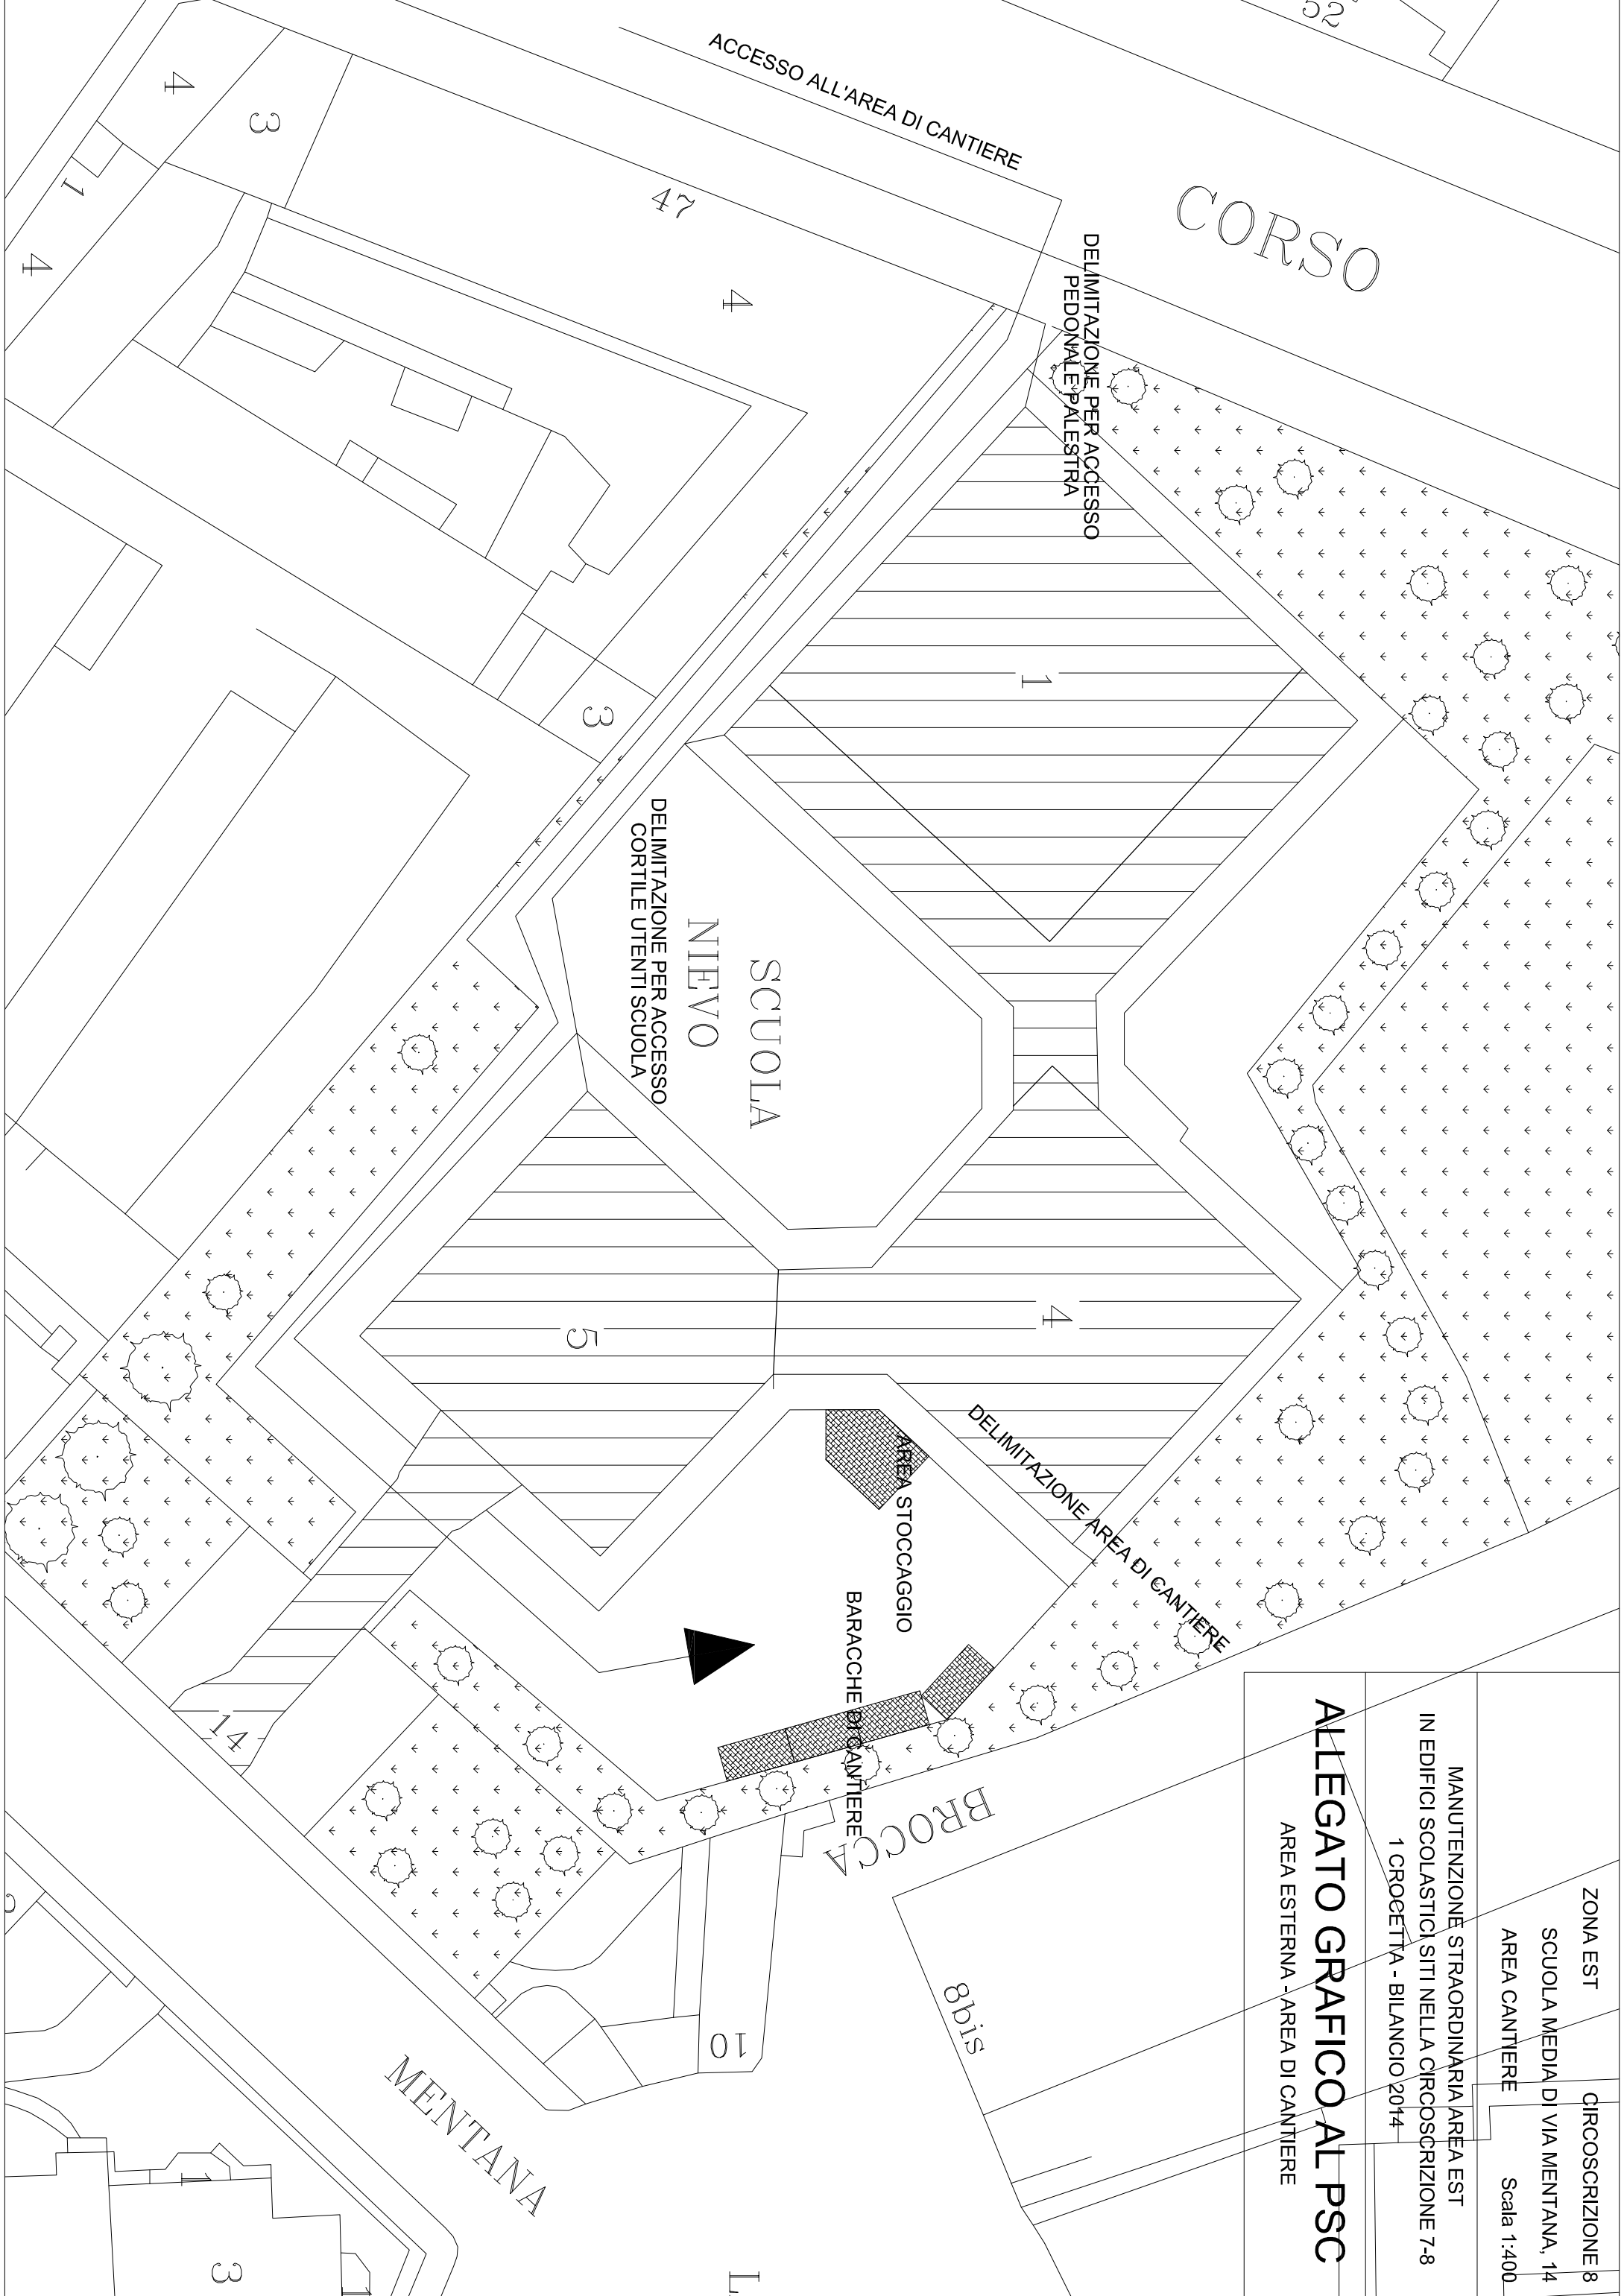 ZONA EST CIRCOSCRIZIONE 8
SCUOLA MEDIA DI VIA MENTANA, 14
AREA CANTIERE Scala 1:400
MANUTENZIONE STRAORDINARIA AREA EST
IN EDIFICI SCOLASTICI SITI NELLA CIRCOSCRIZIONE 7-8
1 CROCETTA - BILANCIO 2014
ALLEGATO GRAFICO AL PSC
AREA ESTERNA - AREA DI CANTIERE
52
ACCESSO ALL'AREA DI CANTIERE
CORSO
4
3
1
4
47
4
DELIMITAZIONE PER ACCESSO
PEDONALE PALESTRA
1
3
DELIMITAZIONE PER ACCESSO
CORTILE UTENTI SCUOLA
SCUOLA
NIEVO
4
5
DELIMITAZIONE AREA DI CANTIERE
AREA STOCCAGGIO
BARACCHE DI CANTIERE
14
BROCCA
8bis
10
MENTANA
1
3
1
L